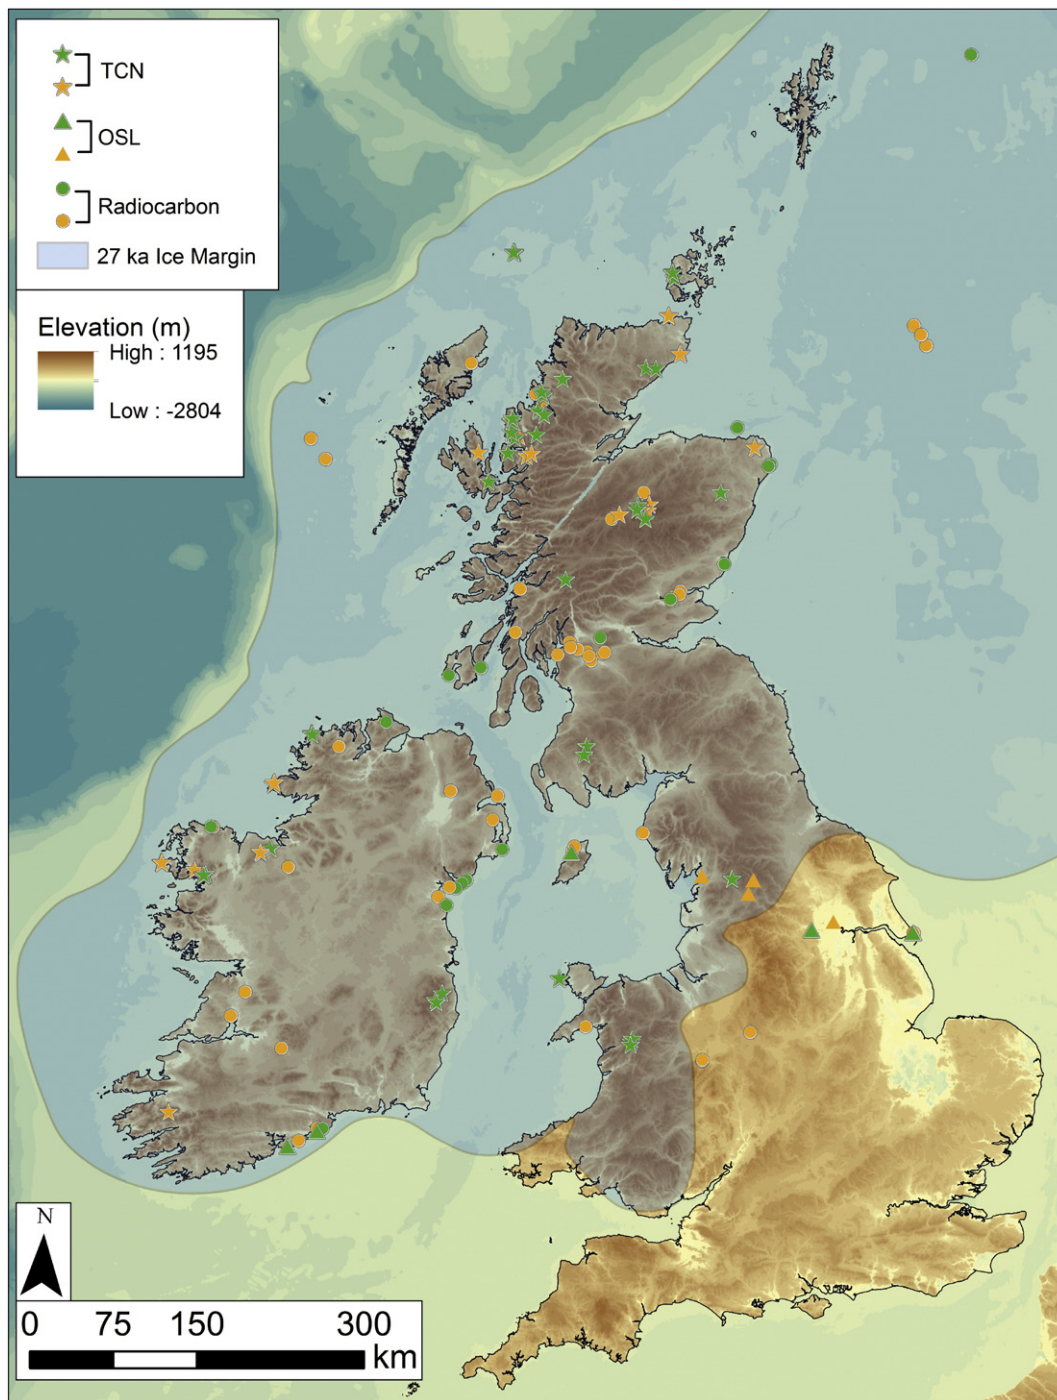 TCN
OSL
Radiocarbon
27 ka Ice Margin
Elevation (m)
High : 1195
Low : -2804
N
0 75 150 300
km